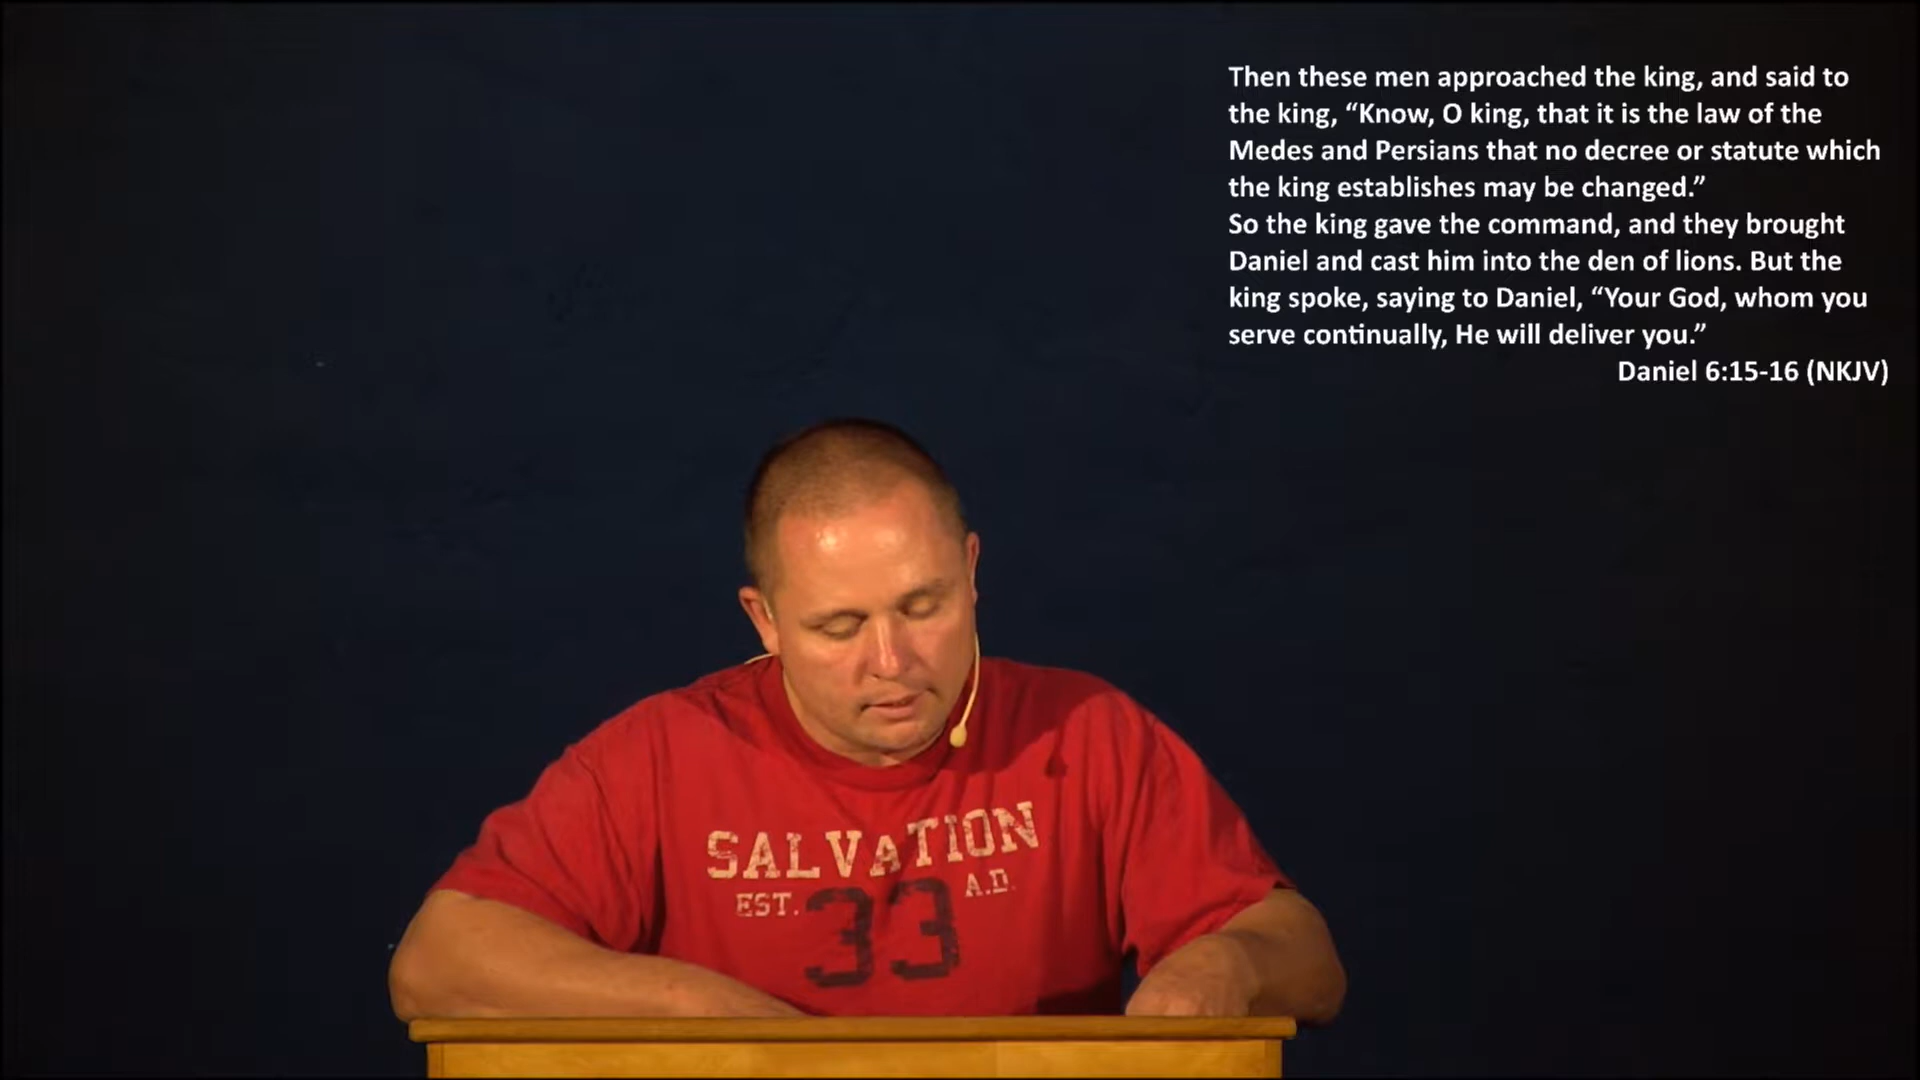 Then these men approached the king, and said to
the king, “Know, O king, that it is the law of the
Medes and Persians that no decree or statute which
the king establishes may be changed.”
So the king gave the command, and they brought
Daniel and cast him into the den of lions. But the
king spoke, saying to Daniel, “Your God, whom you
serve continually, He will deliver you.”
Daniel 6:15-16 (NKJV)
SALVATION
EST. 33 A.D.